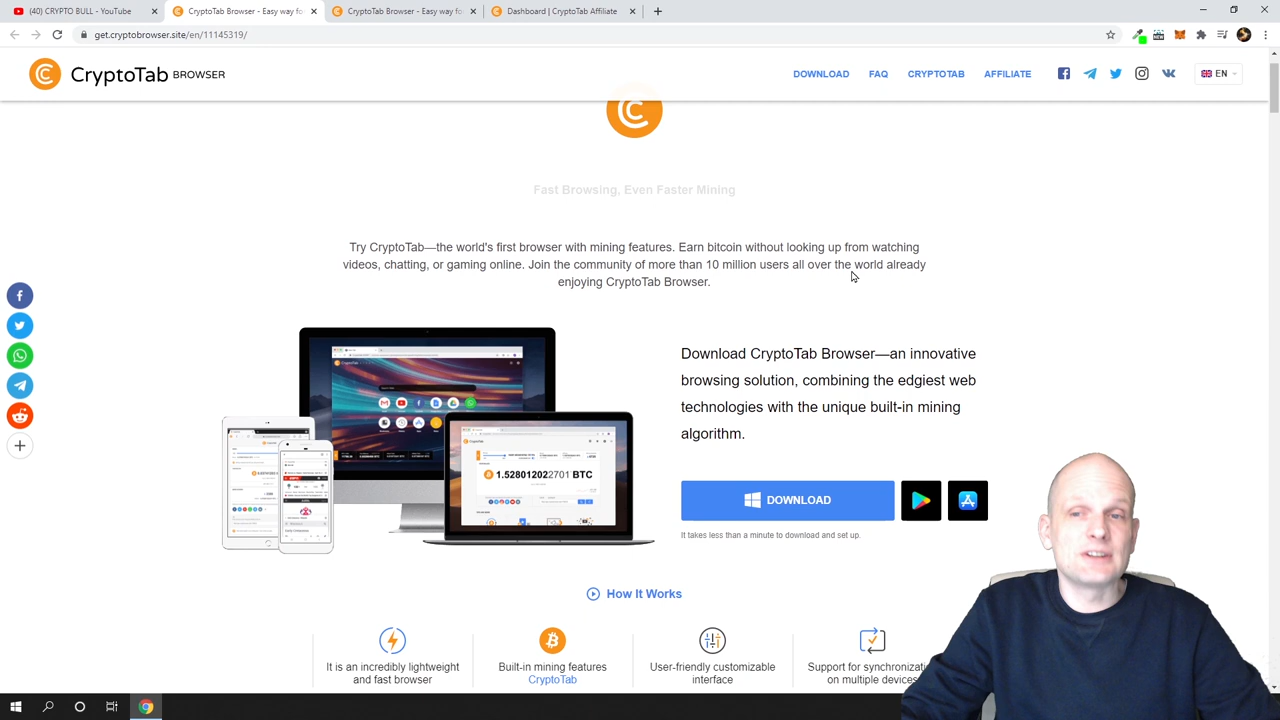 (40) CRYPTO BULL - YouTube
CryptoTab Browser - Easy way fo
CryptoTab Browser - Easy way for
Dashboard | CryptoTab Affiliate
get.cryptobrowser.site/en/11145319/
CryptoTab BROWSER
DOWNLOAD
FAQ
CRYPTOTAB
AFFILIATE
EN
Fast Browsing, Even Faster Mining
Try CryptoTab—the world's first browser with mining features. Earn bitcoin without looking up from watching
videos, chatting, or gaming online. Join the community of more than 10 million users all over the world already
enjoying CryptoTab Browser.
Download CryptoTab Browser—an innovative
browsing solution, combining the edgiest web
technologies with the unique built-in mining
algorithm.
1.528012022701 BTC
DOWNLOAD
It takes less than a minute to download and set up.
How It Works
It is an incredibly lightweight
and fast browser
Built-in mining features
CryptoTab
User-friendly customizable
interface
Support for synchronizati
on multiple devices